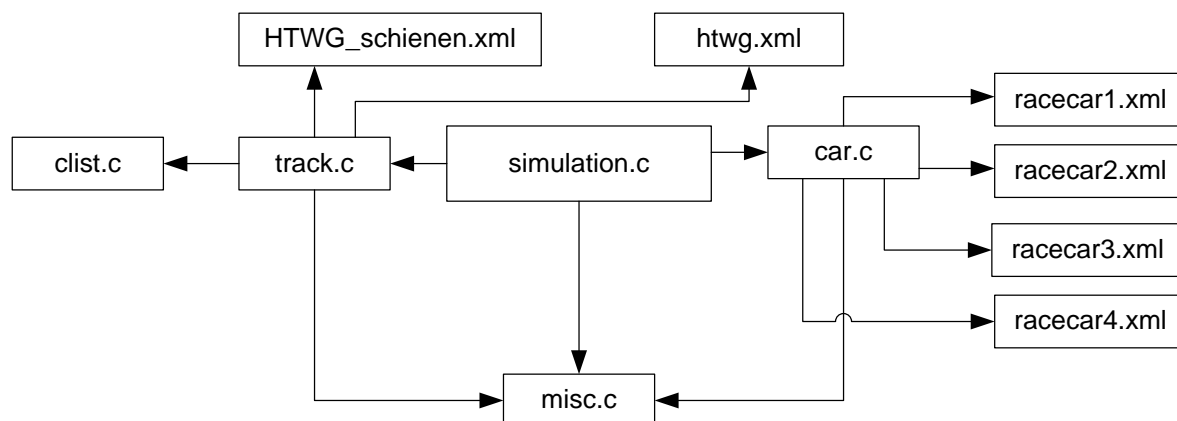 HTWG_schienen.xml
htwg.xml
racecar1.xml
clist.c
track.c
simulation.c
car.c
racecar2.xml
racecar3.xml
racecar4.xml
misc.c